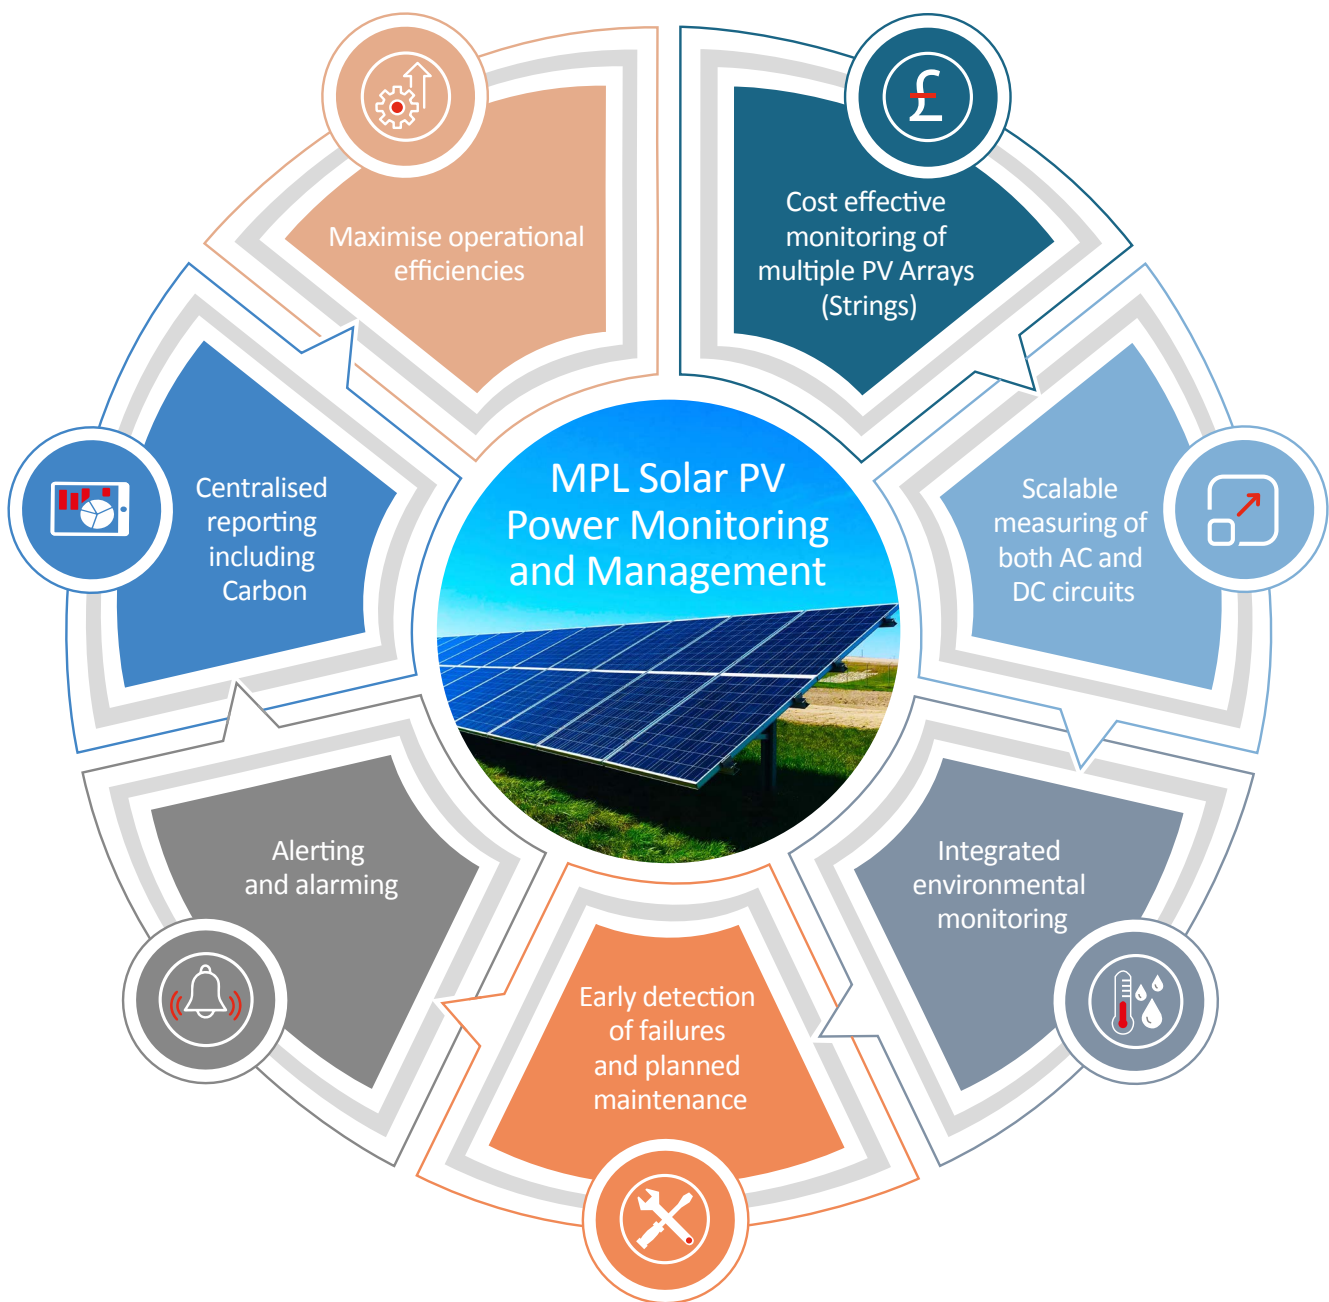 MPL Solar PV
Power Monitoring
and Management
£
Cost effective
monitoring of
multiple PV Arrays
(Strings)
Scalable
measuring of
both AC and
DC circuits
Integrated
environmental
monitoring
Early detection
of failures
and planned
maintenance
Alerting
and alarming
Centralised
reporting
including
Carbon
Maximise operational
efficiencies